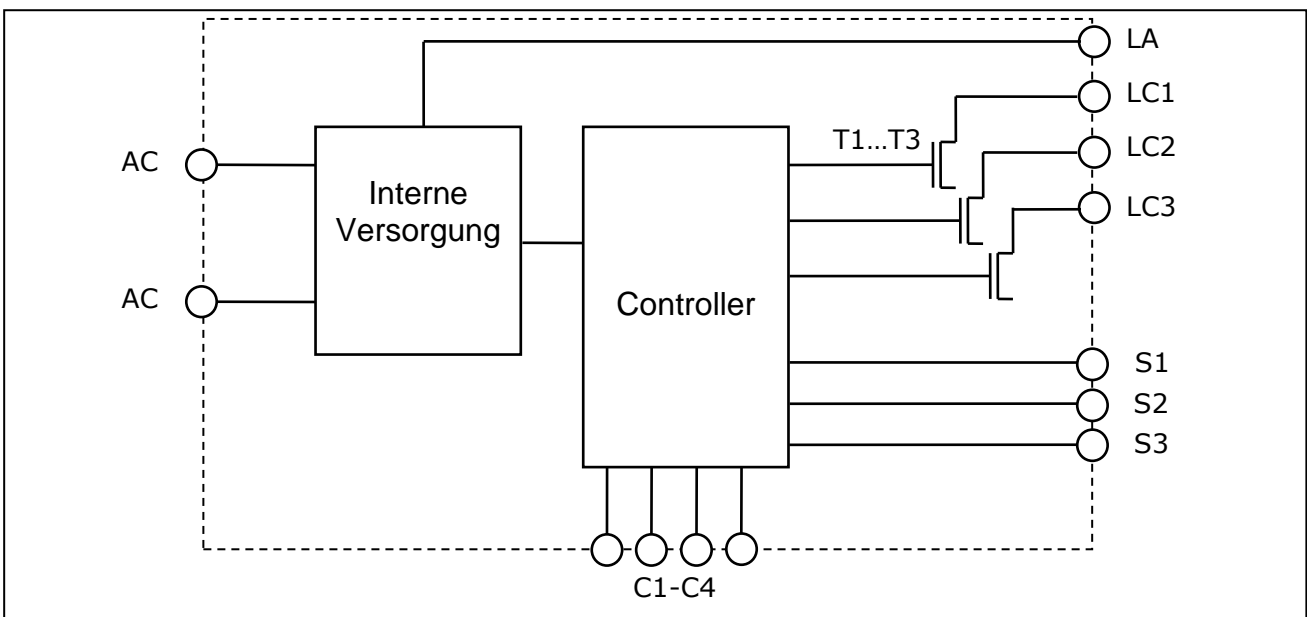 LA
LC1
T1...T3
LC2
AC
Interne
Versorgung
LC3
AC
Controller
S1
S2
S3
C1-C4